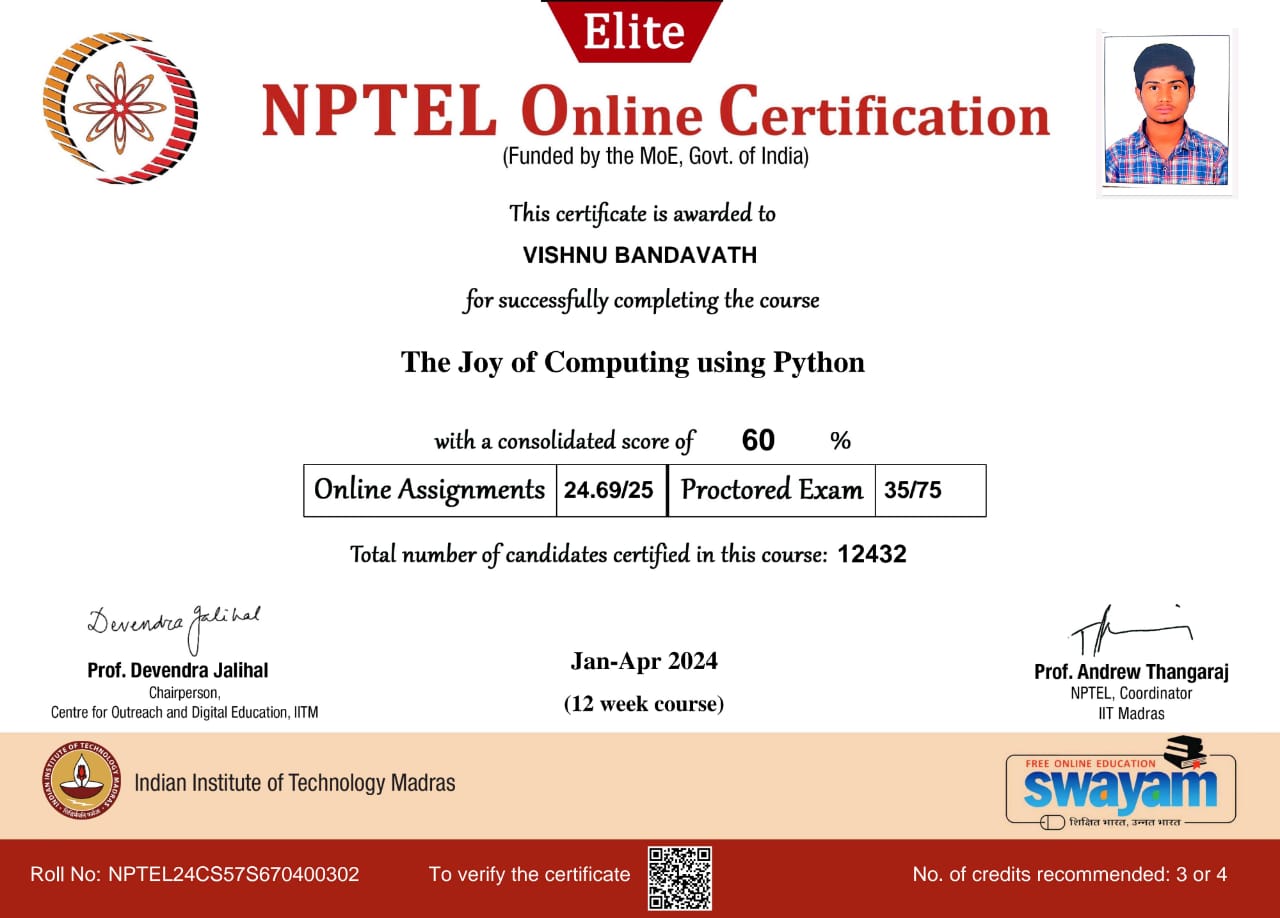 Elite
NPTEL Online Certification
(Funded by the MoE, Govt. of India)
This certificate is awarded to
VISHNU BANDAVATH
for successfully completing the course
The Joy of Computing using Python
with a consolidated score of 60 %
Online Assignments 24.69/25 Proctored Exam 35/75
Total number of candidates certified in this course: 12432
Devendra Jalihal
Prof. Devendra Jalihal
Chairperson,
Centre for Outreach and Digital Education, IITM
Jan-Apr 2024
(12 week course)
Prof. Andrew Thangaraj
NPTEL, Coordinator
IIT Madras
INDIAN INSTITUTE OF TECHNOLOGY MADRAS
Indian Institute of Technology Madras
FREE ONLINE EDUCATION
swayam
शिक्षित भारत, उन्नत भारत
Roll No: NPTEL24CS57S670400302
To verify the certificate
No. of credits recommended: 3 or 4